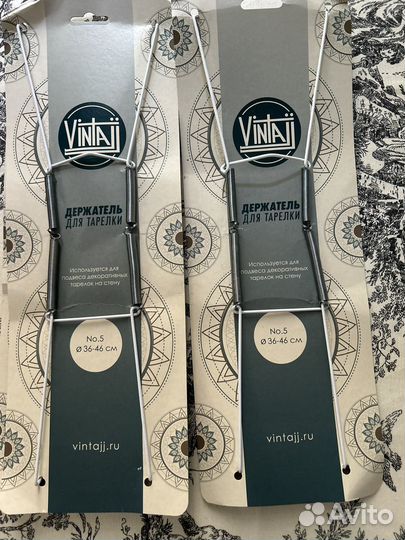 VINTAJJ
ДЕРЖАТЕЛЬ
ДЛЯ ТАРЕЛКИ
Используется для
подвеса декоративных
тарелок на стену
No.5
ø 36-46 см
vintajj.ru
VINTAJJ
ДЕРЖАТЕЛЬ
ДЛЯ ТАРЕЛКИ
Используется для
подвеса декоративных
тарелок на стену
No.5
ø 36-46 см
vintajj.ru
Avito